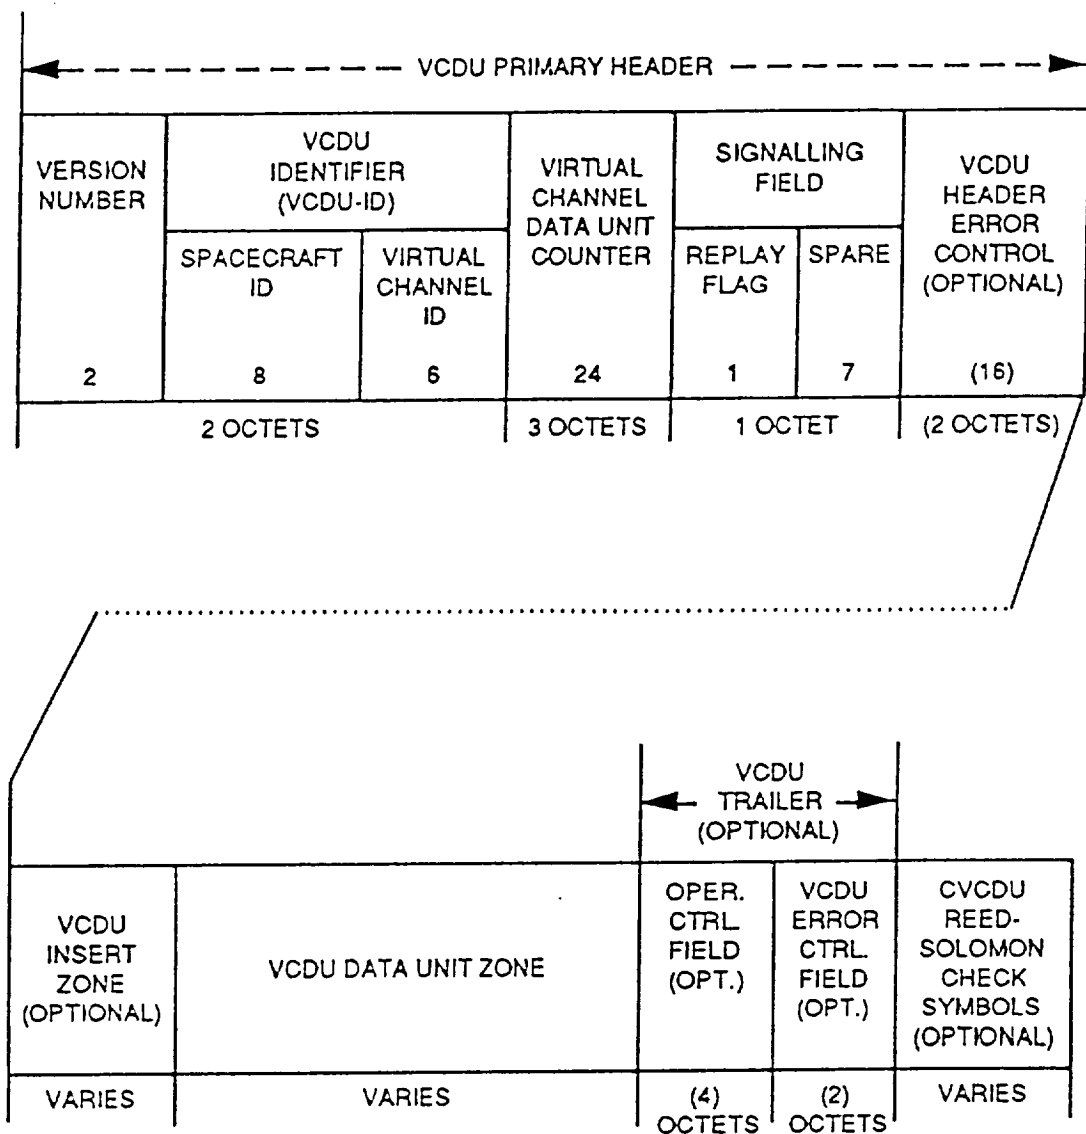 VCDU PRIMARY HEADER
VERSION
NUMBER
2
VCDU
IDENTIFIER
(VCDU-ID)
SPACECRAFT
ID
8
VIRTUAL
CHANNEL
ID
6
VIRTUAL
CHANNEL
DATA UNIT
COUNTER
24
SIGNALLING
FIELD
REPLAY
FLAG
1
SPARE
7
VCDU
HEADER
ERROR
CONTROL
(OPTIONAL)
(16)
2 OCTETS
3 OCTETS
1 OCTET
(2 OCTETS)
VCDU
TRAILER
(OPTIONAL)
VCDU
INSERT
ZONE
(OPTIONAL)
VCDU DATA UNIT ZONE
OPER.
CTRL
FIELD
(OPT.)
VCDU
ERROR
CTRL.
FIELD
(OPT.)
CVCDU
REED-
SOLOMON
CHECK
SYMBOLS
(OPTIONAL)
VARIES
VARIES
(4)
OCTETS
(2)
OCTETS
VARIES